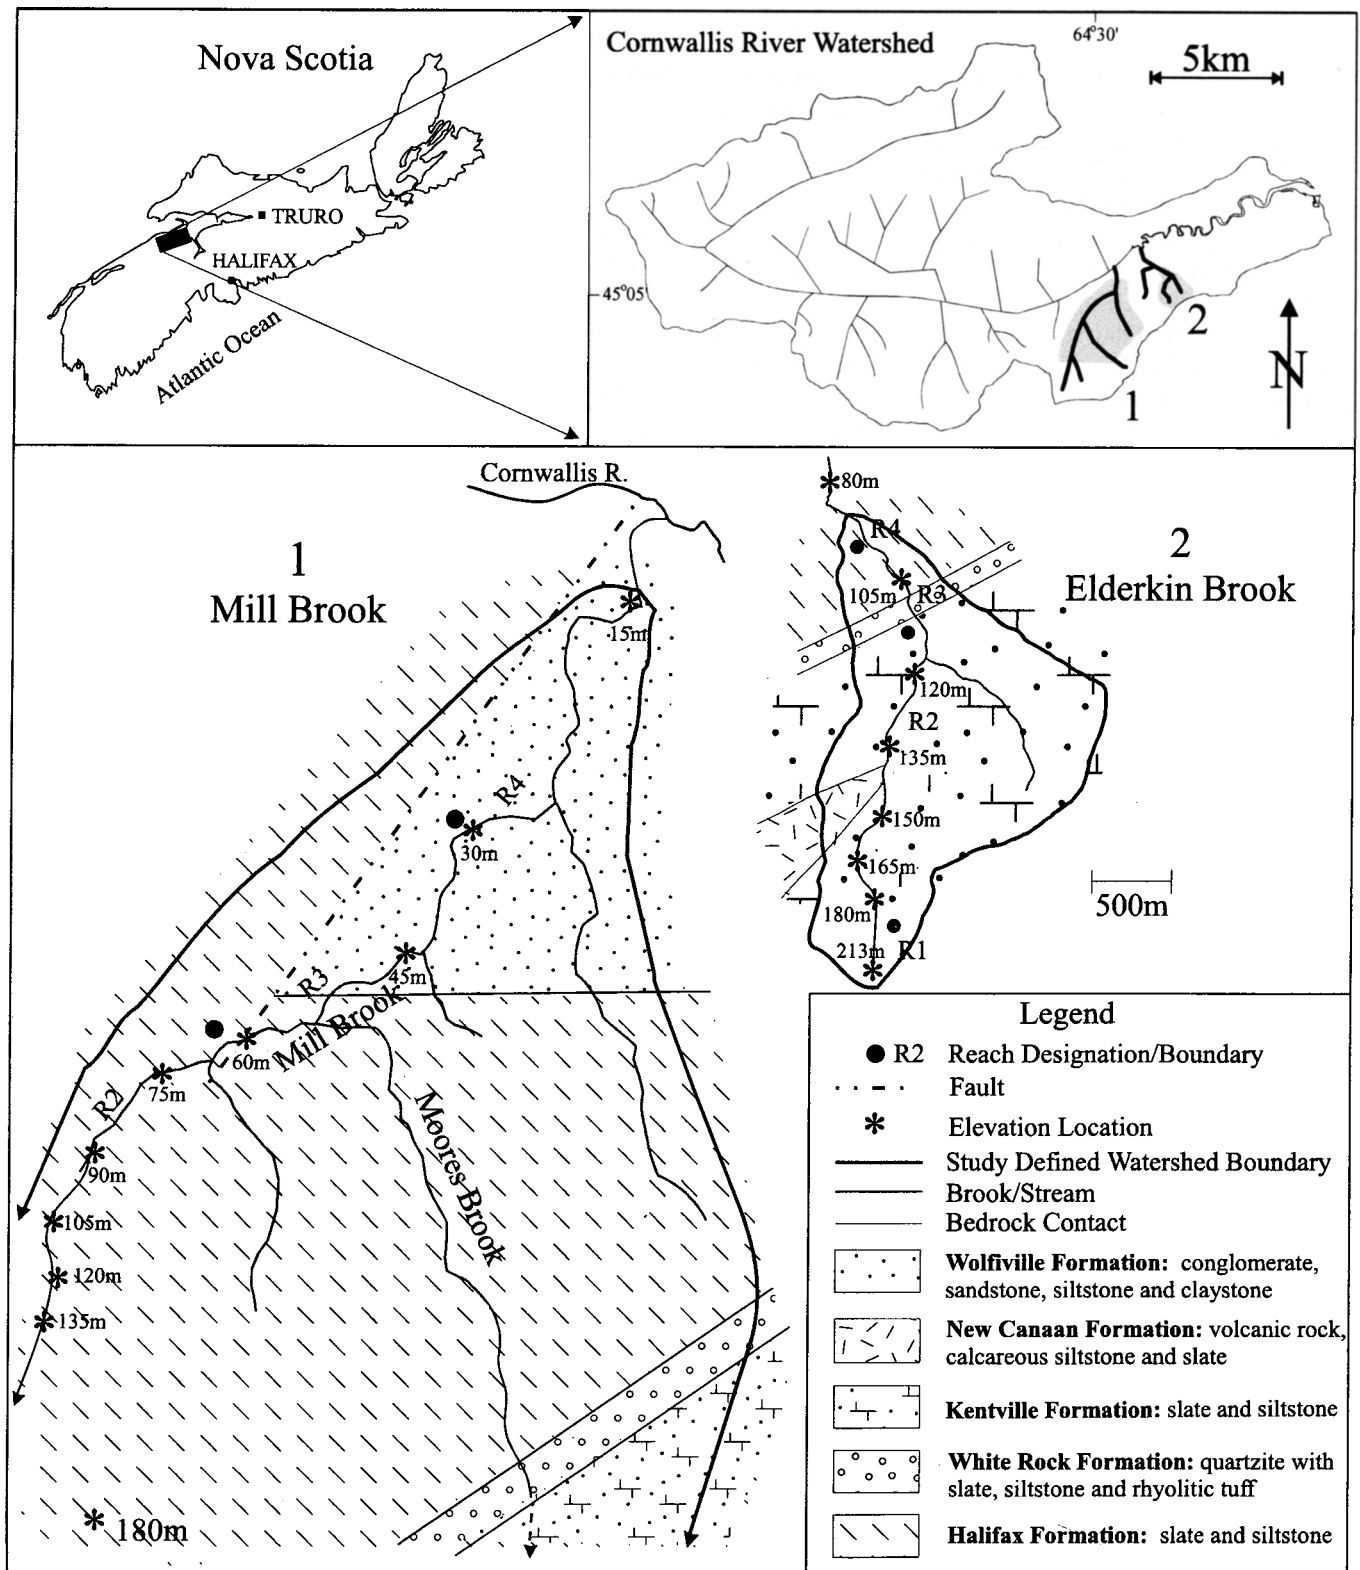 Nova Scotia
TRURO
HALIFAX
Atlantic Ocean
Cornwallis River Watershed
64°30'
5km
45°05'
1
2
N
Cornwallis R.
1
Mill Brook
15m
R4
30m
45m
R3
Mill Brook
60m
75m
R2
90m
105m
120m
135m
180m
Moores Brook
2
Elderkin Brook
80m
R4
105m
R3
120m
R2
135m
150m
165m
180m
213m
R1
500m
Legend
R2 Reach Designation/Boundary
Fault
Elevation Location
Study Defined Watershed Boundary
Brook/Stream
Bedrock Contact
Wolfiville Formation: conglomerate,
sandstone, siltstone and claystone
New Canaan Formation: volcanic rock,
calcareous siltstone and slate
Kentville Formation: slate and siltstone
White Rock Formation: quartzite with
slate, siltstone and rhyolitic tuff
Halifax Formation: slate and siltstone